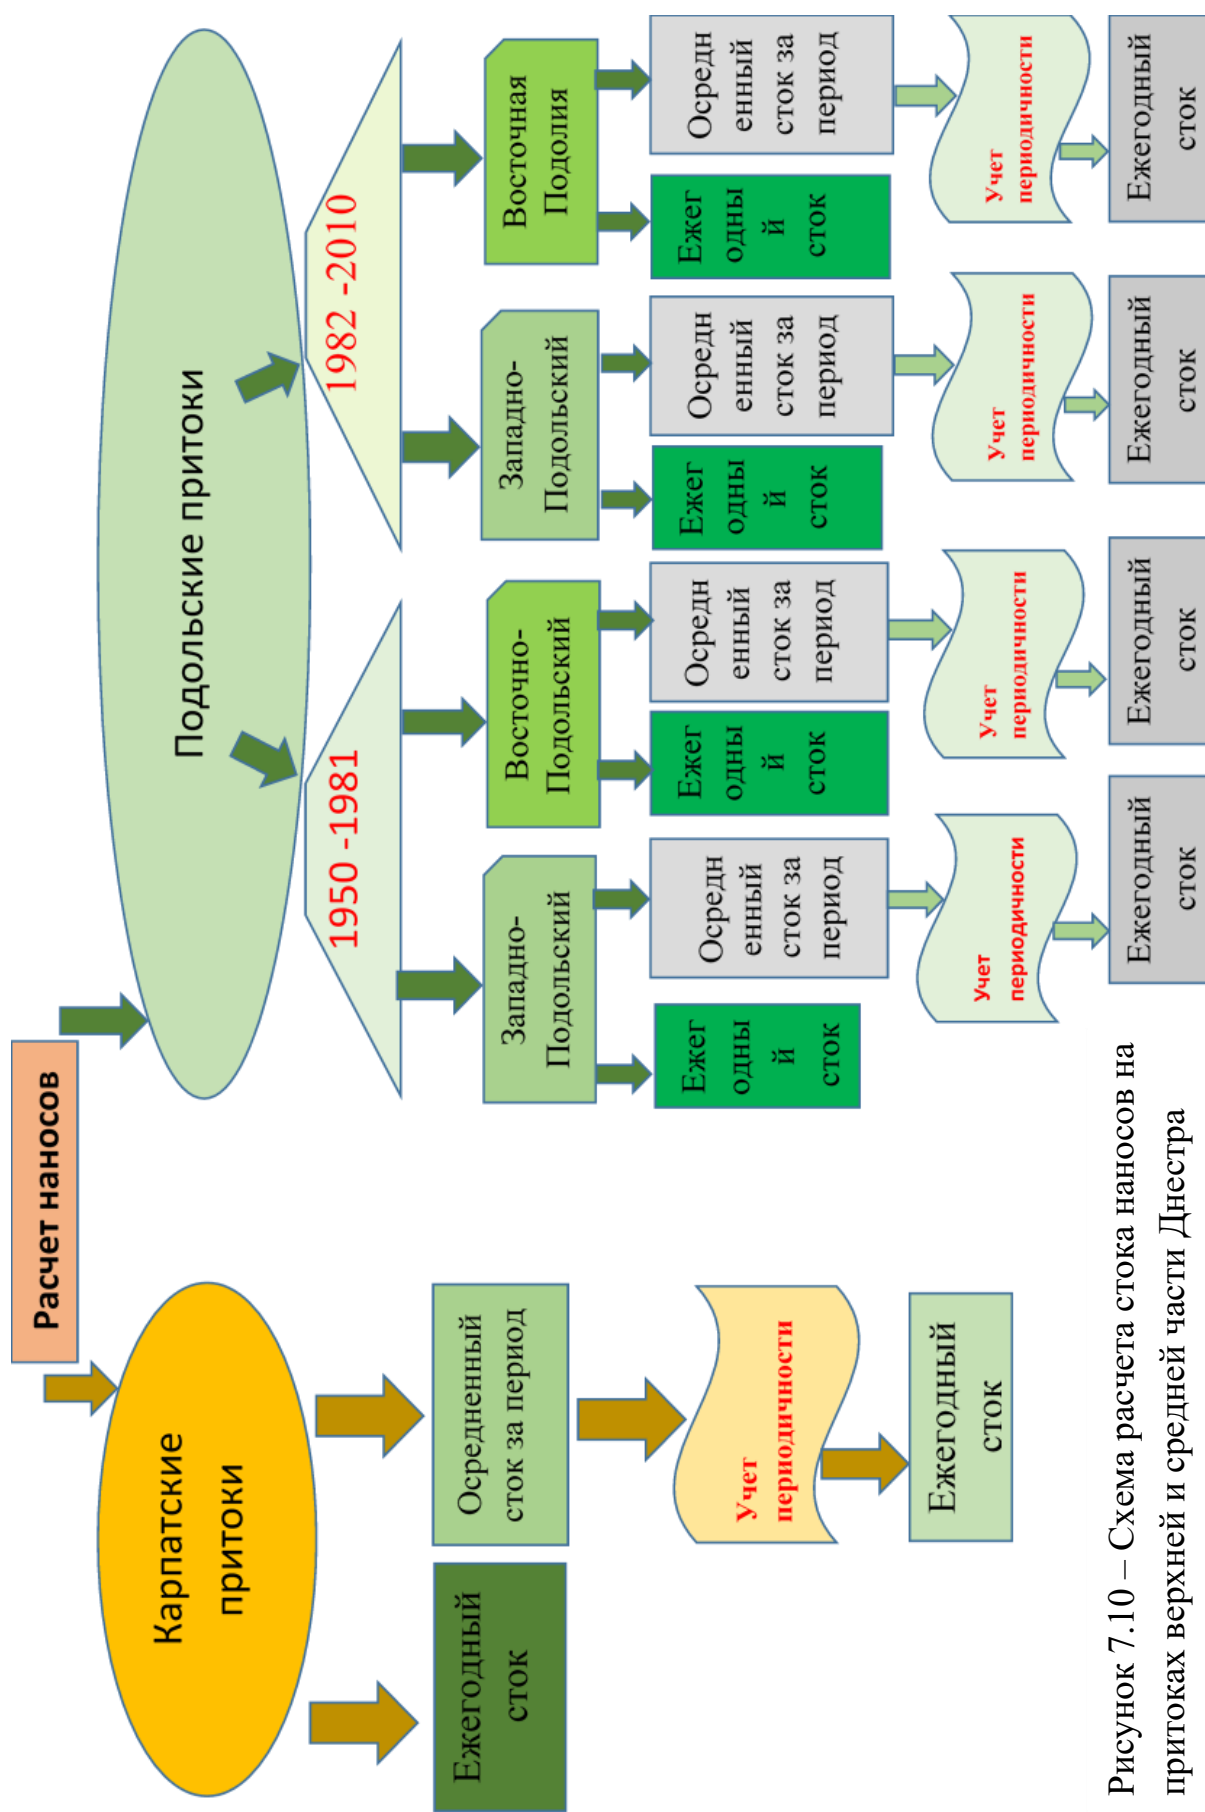 Расчет наносов
Карпатские
притоки
Подольские притоки
1950 -1981
1982 -2010
Ежегодный
сток
Осредненный
сток за период
Западно-
Подольский
Восточно-
Подольский
Западно-
Подольский
Восточная
Подолия
Ежег
одны
й
сток
Осредн
енный
сток за
период
Ежег
одны
й
сток
Осредн
енный
сток за
период
Ежег
одны
й
сток
Осредн
енный
сток за
период
Ежег
одны
й
сток
Осредн
енный
сток за
период
Учет
периодичности
Учет
периодичности
Учет
периодичности
Учет
периодичности
Учет
периодичности
Ежегодный
сток
Ежегодный
сток
Ежегодный
сток
Ежегодный
сток
Ежегодный
сток
Рисунок 7.10 – Схема расчета стока наносов на
притоках верхней и средней части Днестра